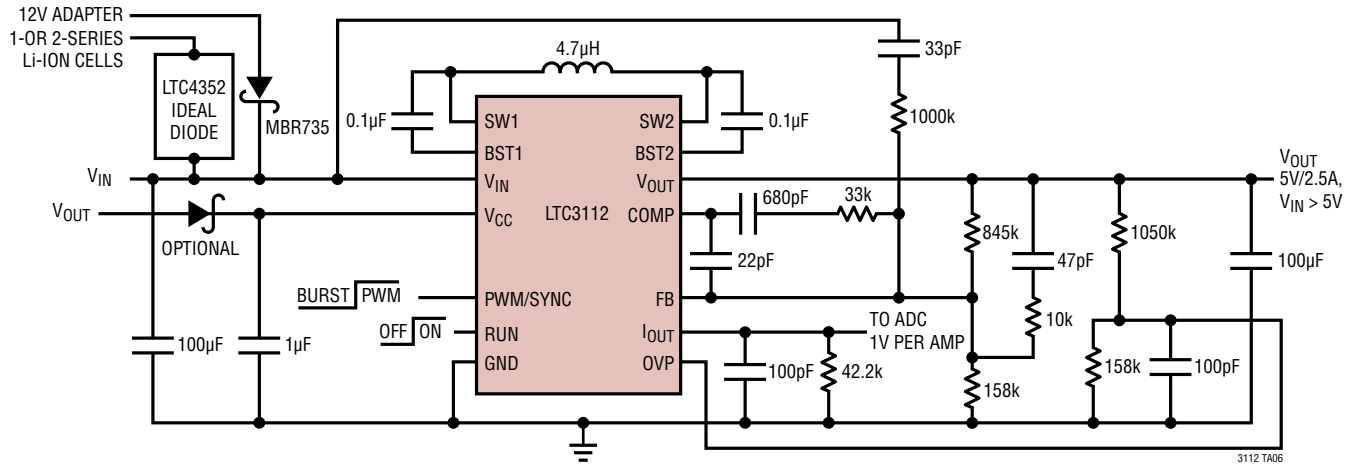 12V ADAPTER
1-OR 2-SERIES
Li-ION CELLS
LTC4352
IDEAL
DIODE
MBR735
4.7µH
0.1µF
0.1µF
33pF
1000k
SW1
SW2
BST1
BST2
VIN
VIN
VOUT
VOUT
5V/2.5A,
VIN > 5V
VOUT
OPTIONAL
VCC
LTC3112
COMP
680pF
33k
22pF
845k
47pF
10k
1050k
100µF
BURST
PWM
PWM/SYNC
FB
OFF
ON
RUN
IOUT
TO ADC
1V PER AMP
GND
OVP
100µF
1µF
100pF
42.2k
158k
158k
100pF
3112 TA06